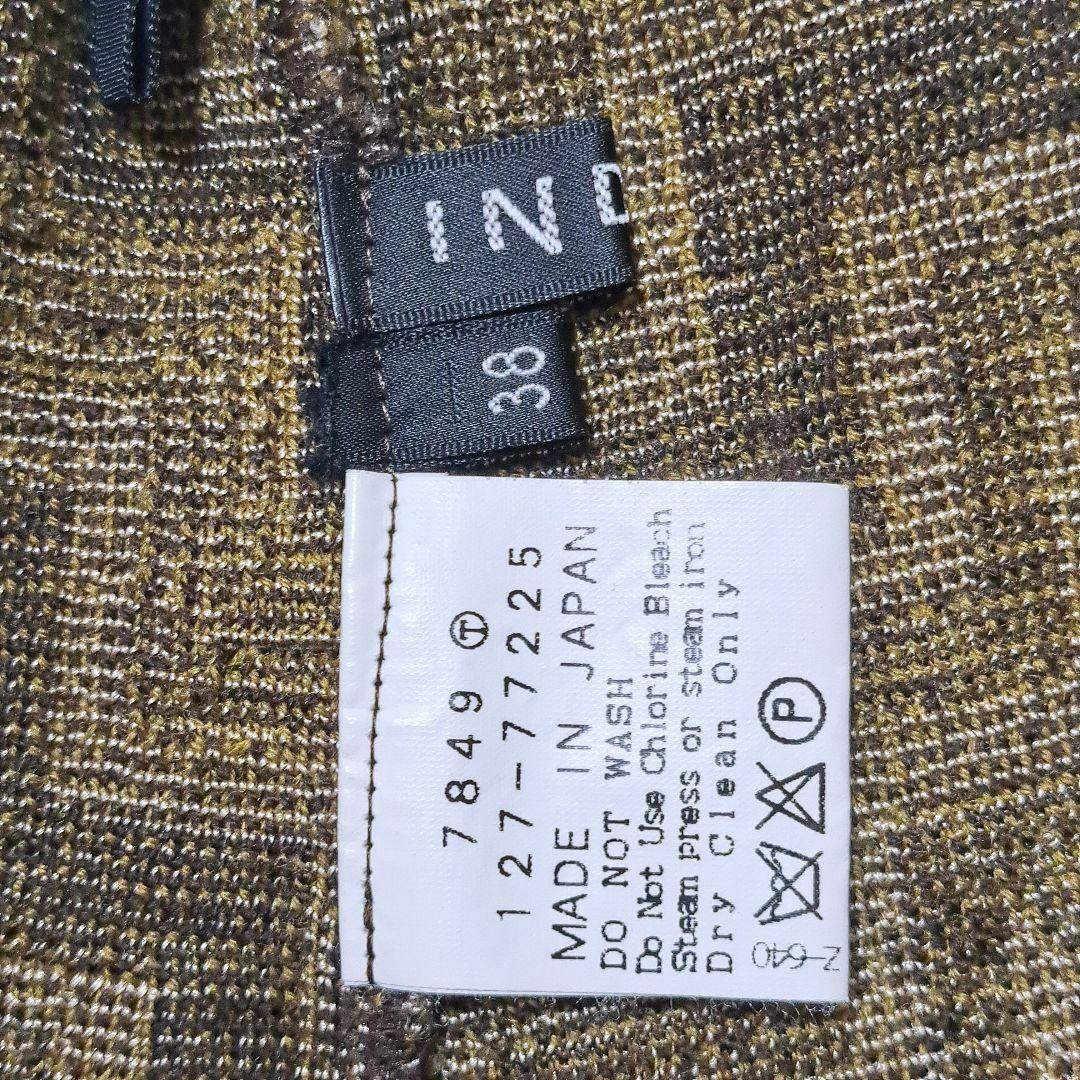 IND
38
7849 Ⓣ
127-77225
MADE IN JAPAN
DO NOT WASH
Do Not Use Chlorine Bleach
Steam press or steam iron
Dry Clean Only
P